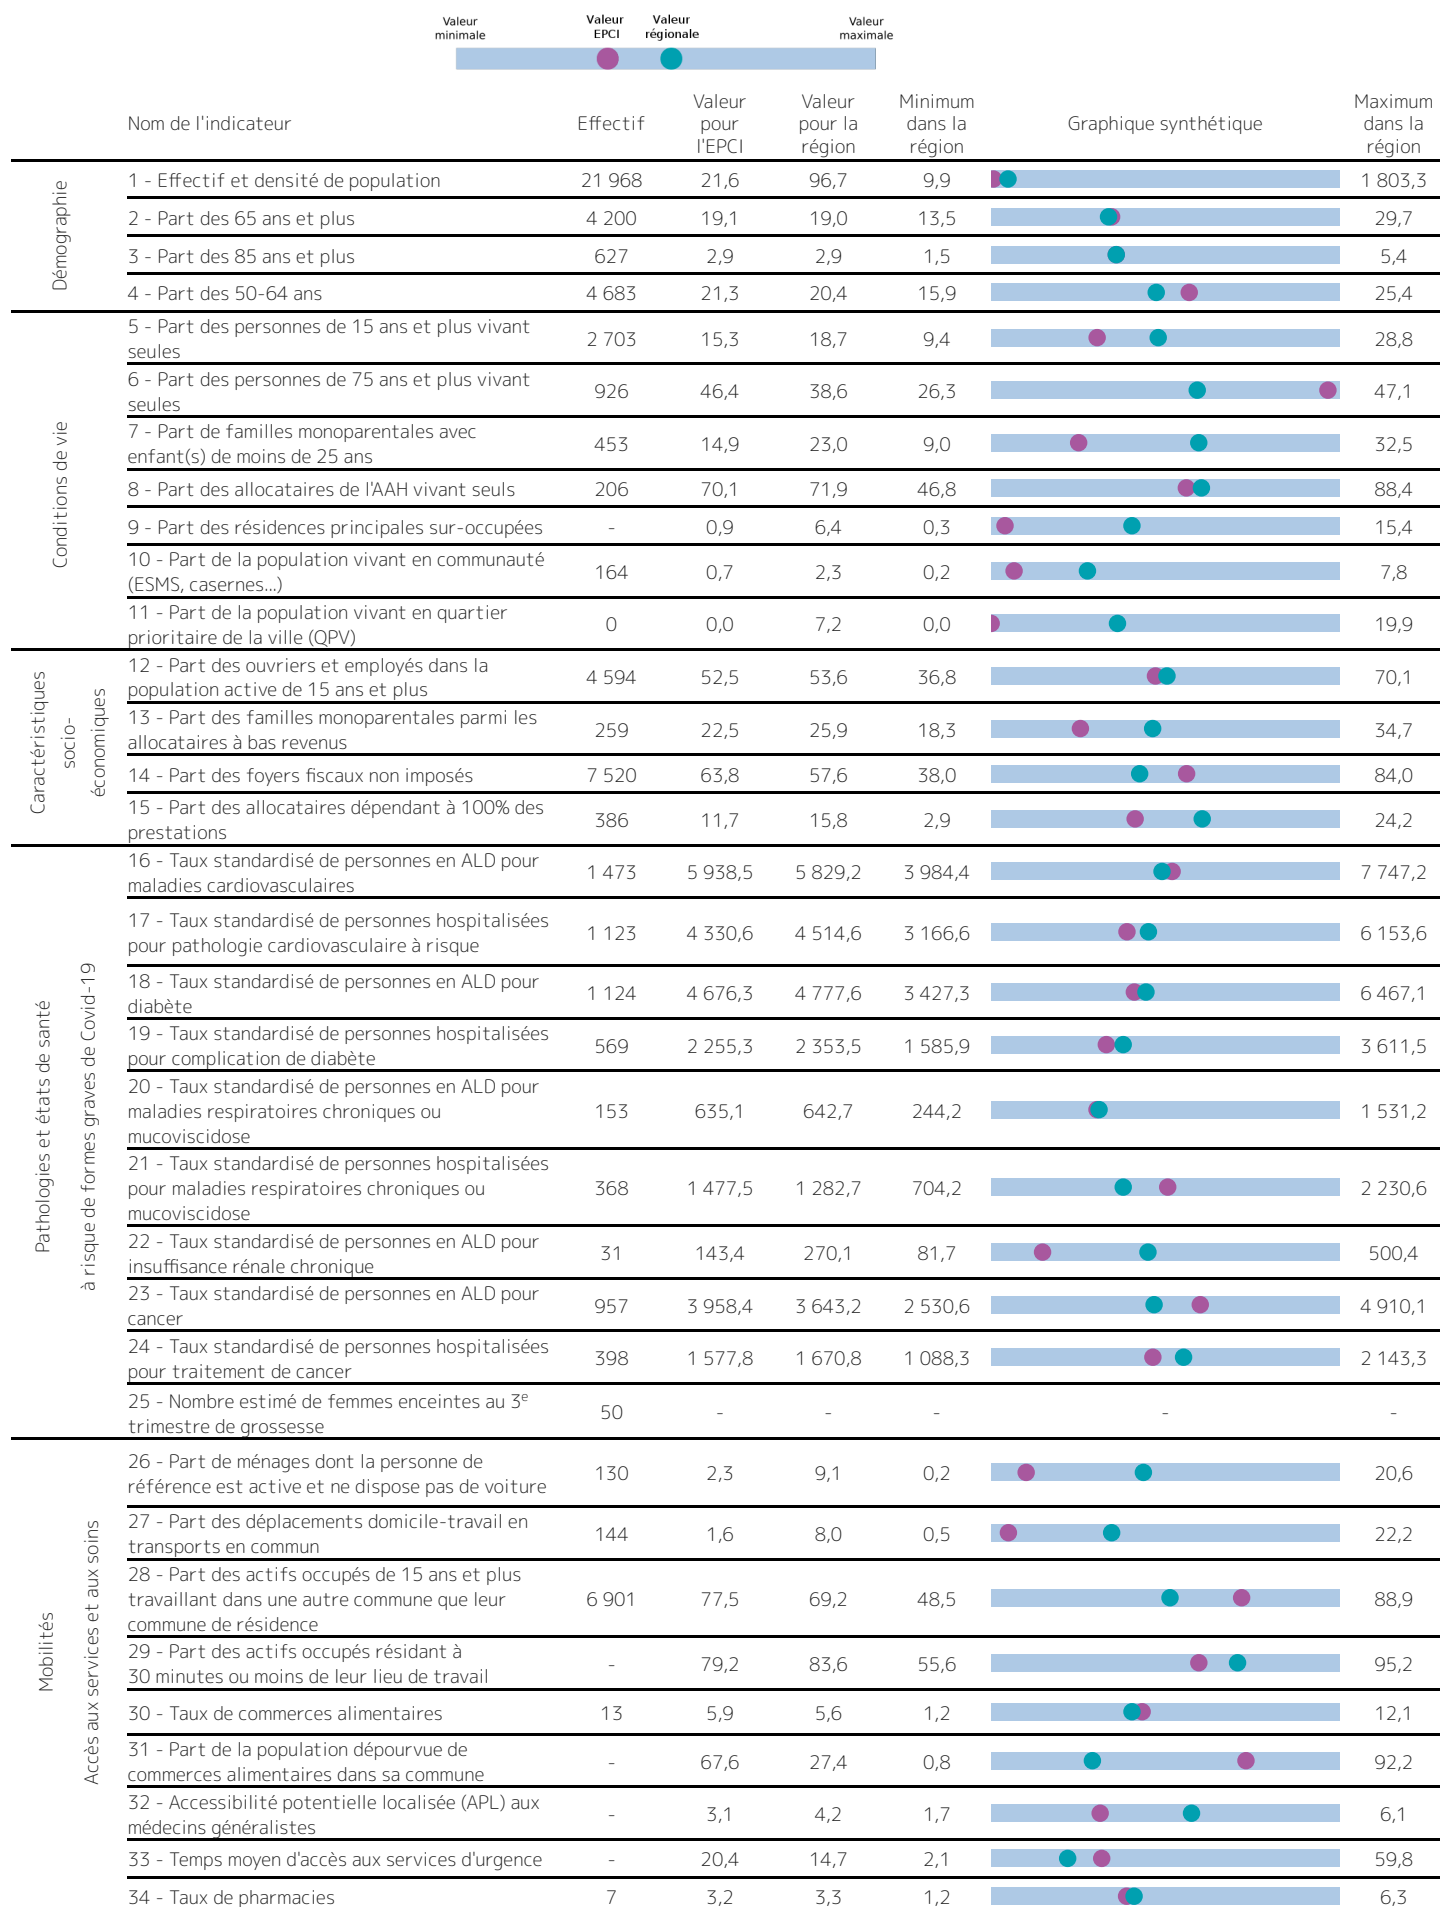 Valeur minimale
Valeur EPCI
Valeur régionale
Valeur maximale
Nom de l'indicateur
Effectif
Valeur pour l'EPCI
Valeur pour la région
Minimum dans la région
Graphique synthétique
Maximum dans la région
Démographie
1 - Effectif et densité de population 21 968 21,6 96,7 9,9 1 803,3
2 - Part des 65 ans et plus 4 200 19,1 19,0 13,5 29,7
3 - Part des 85 ans et plus 627 2,9 2,9 1,5 5,4
4 - Part des 50-64 ans 4 683 21,3 20,4 15,9 25,4
Conditions de vie
5 - Part des personnes de 15 ans et plus vivant
seules 2 703 15,3 18,7 9,4 28,8
6 - Part des personnes de 75 ans et plus vivant
seules 926 46,4 38,6 26,3 47,1
7 - Part de familles monoparentales avec
enfant(s) de moins de 25 ans 453 14,9 23,0 9,0 32,5
8 - Part des allocataires de l'AAH vivant seuls 206 70,1 71,9 46,8 88,4
9 - Part des résidences principales sur-occupées - 0,9 6,4 0,3 15,4
10 - Part de la population vivant en communauté
(ESMS, casernes...) 164 0,7 2,3 0,2 7,8
11 - Part de la population vivant en quartier
prioritaire de la ville (QPV) 0 0,0 7,2 0,0 19,9
Caractéristiques
socio-
économiques
12 - Part des ouvriers et employés dans la
population active de 15 ans et plus 4 594 52,5 53,6 36,8 70,1
13 - Part des familles monoparentales parmi les
allocataires à bas revenus 259 22,5 25,9 18,3 34,7
14 - Part des foyers fiscaux non imposés 7 520 63,8 57,6 38,0 84,0
15 - Part des allocataires dépendant à 100% des
prestations 386 11,7 15,8 2,9 24,2
Pathologies et états de santé
à risque de formes graves de Covid-19
16 - Taux standardisé de personnes en ALD pour
maladies cardiovasculaires 1 473 5 938,5 5 829,2 3 984,4 7 747,2
17 - Taux standardisé de personnes hospitalisées
pour pathologie cardiovasculaire à risque 1 123 4 330,6 4 514,6 3 166,6 6 153,6
18 - Taux standardisé de personnes en ALD pour
diabète 1 124 4 676,3 4 777,6 3 427,3 6 467,1
19 - Taux standardisé de personnes hospitalisées
pour complication de diabète 569 2 255,3 2 353,5 1 585,9 3 611,5
20 - Taux standardisé de personnes en ALD pour
maladies respiratoires chroniques ou 153 635,1 642,7 244,2 1 531,2
mucoviscidose
21 - Taux standardisé de personnes hospitalisées
pour maladies respiratoires chroniques ou 368 1 477,5 1 282,7 704,2 2 230,6
mucoviscidose
22 - Taux standardisé de personnes en ALD pour
insuffisance rénale chronique 31 143,4 270,1 81,7 500,4
23 - Taux standardisé de personnes en ALD pour
cancer 957 3 958,4 3 643,2 2 530,6 4 910,1
24 - Taux standardisé de personnes hospitalisées
pour traitement de cancer 398 1 577,8 1 670,8 1 088,3 2 143,3
25 - Nombre estimé de femmes enceintes au 3e
trimestre de grossesse 50 - - - - -
Mobilités
Accès aux services et aux soins
26 - Part de ménages dont la personne de
référence est active et ne dispose pas de voiture 130 2,3 9,1 0,2 20,6
27 - Part des déplacements domicile-travail en
transports en commun 144 1,6 8,0 0,5 22,2
28 - Part des actifs occupés de 15 ans et plus
travaillant dans une autre commune que leur 6 901 77,5 69,2 48,5 88,9
commune de résidence
29 - Part des actifs occupés résidant à
30 minutes ou moins de leur lieu de travail - 79,2 83,6 55,6 95,2
30 - Taux de commerces alimentaires 13 5,9 5,6 1,2 12,1
31 - Part de la population dépourvue de
commerces alimentaires dans sa commune - 67,6 27,4 0,8 92,2
32 - Accessibilité potentielle localisée (APL) aux
médecins généralistes - 3,1 4,2 1,7 6,1
33 - Temps moyen d'accès aux services d'urgence - 20,4 14,7 2,1 59,8
34 - Taux de pharmacies 7 3,2 3,3 1,2 6,3